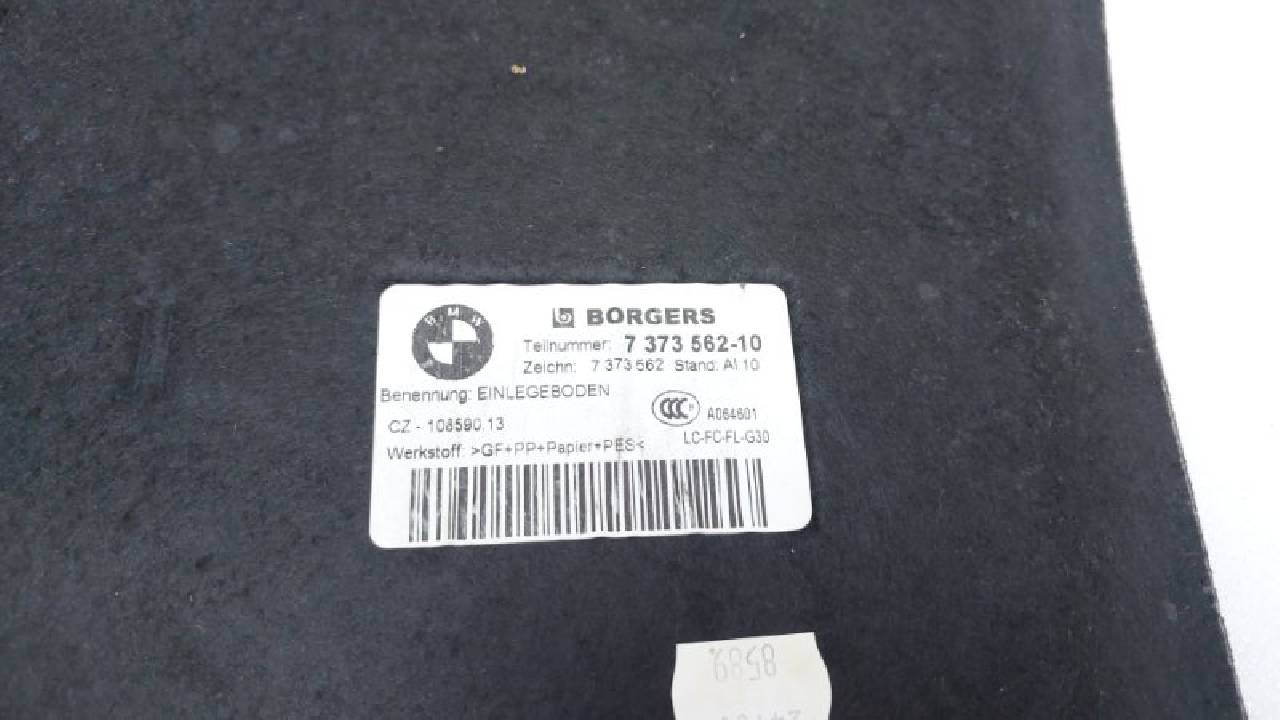 BMW
BORGERS
Teilnummer: 7 373 562-10
Zeichn: 7 373 562 Stand: AI 10
Benennung: EINLEGEBODEN
CZ - 108590.13
CCC
A064601
Werkstoff: >GF+PP+Papier+PES<
LC-FC-FL-G30